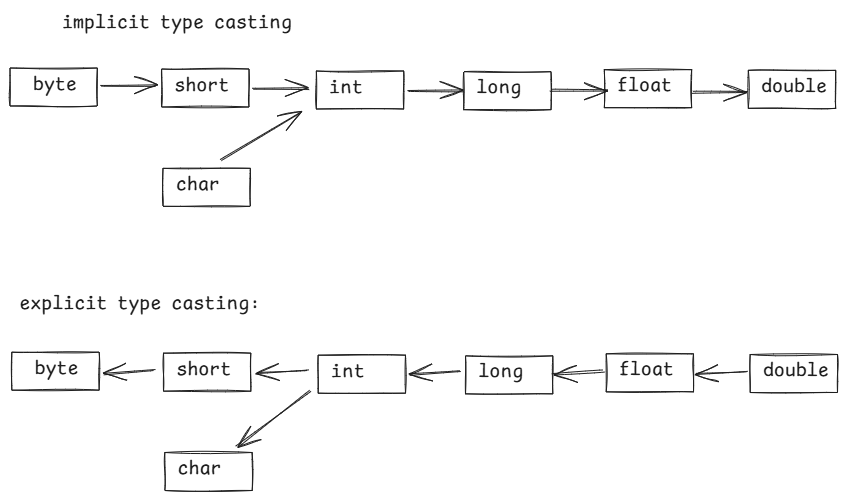 implicit type casting
byte
short
int
long
float
double
char
explicit type casting:
byte
short
int
long
float
double
char